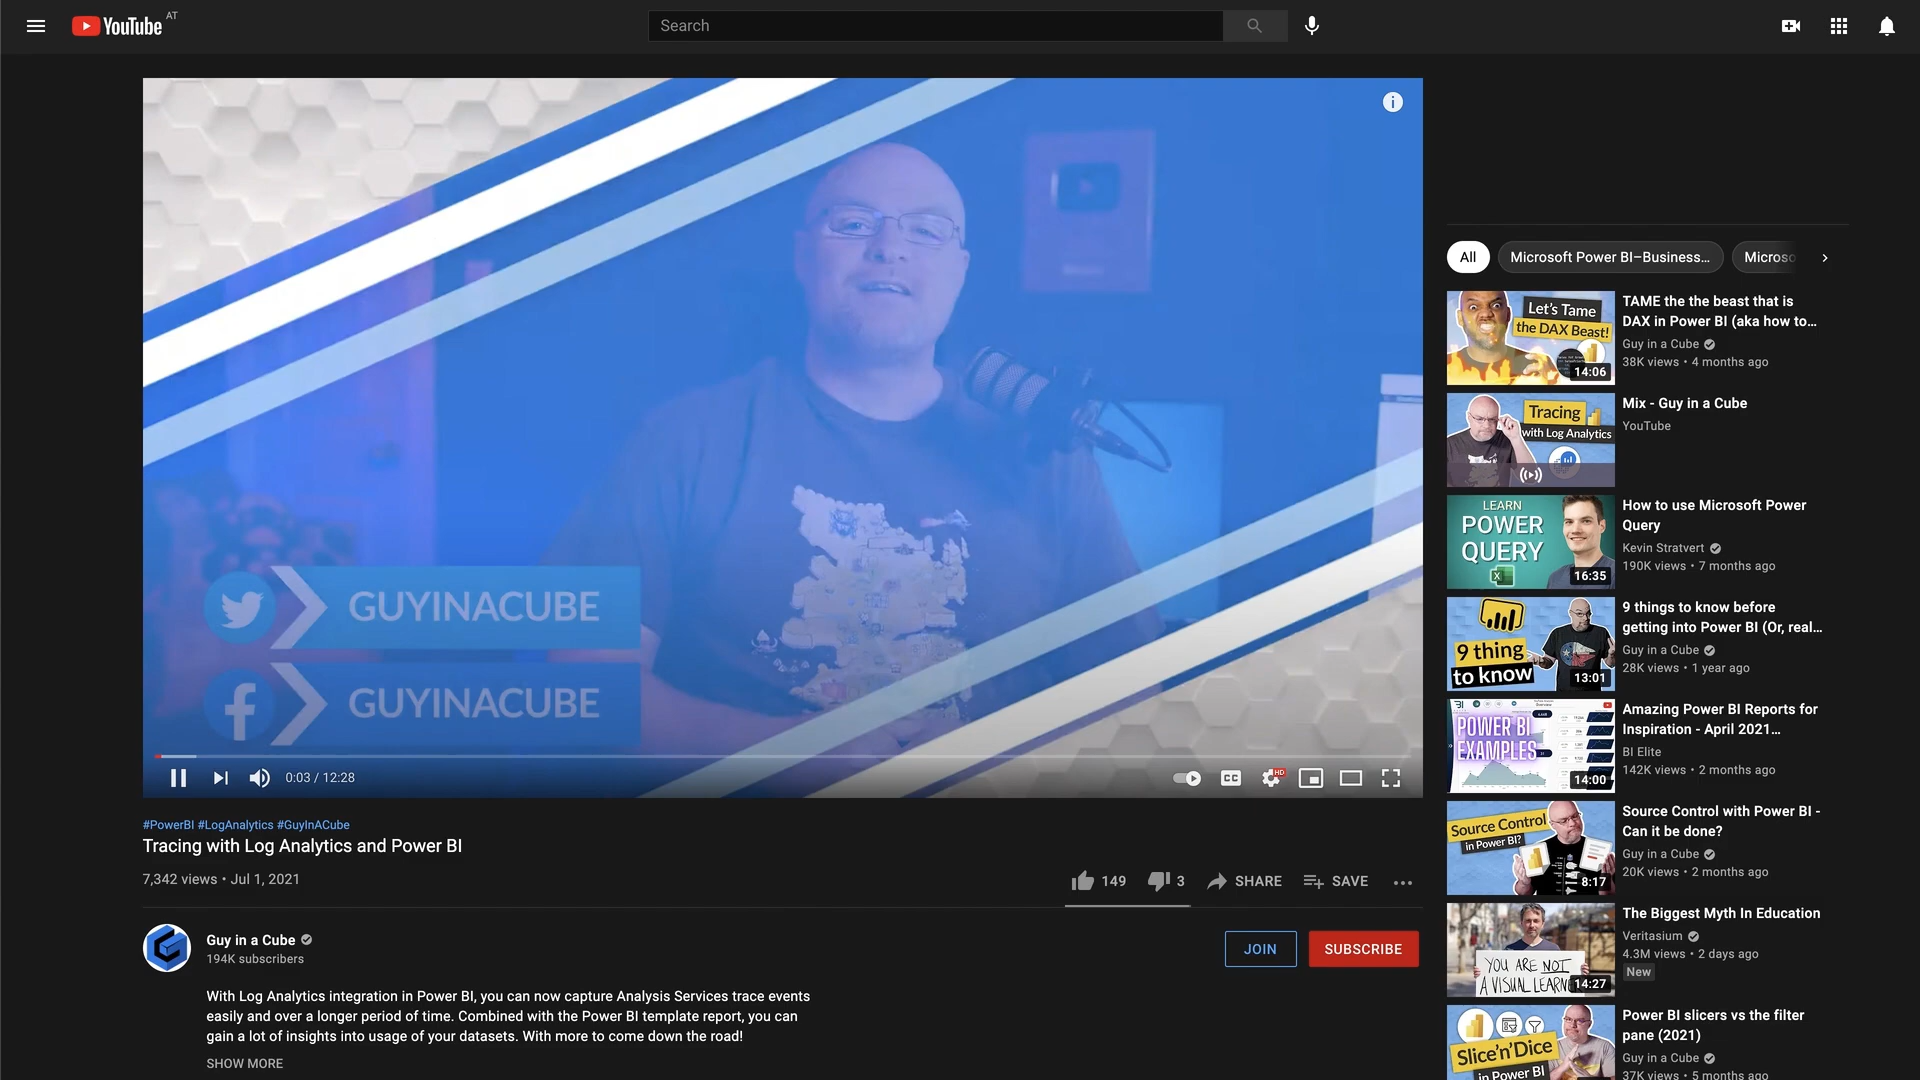 YouTube AT
Search
GUYINACUBE
GUYINACUBE
0:03 / 12:28
CC
HD
#PowerBI #LogAnalytics #GuyInACube
Tracing with Log Analytics and Power BI
7,342 views • Jul 1, 2021
149
3
SHARE
SAVE
Guy in a Cube
194K subscribers
JOIN
SUBSCRIBE
With Log Analytics integration in Power BI, you can now capture Analysis Services trace events
easily and over a longer period of time. Combined with the Power BI template report, you can
gain a lot of insights into usage of your datasets. With more to come down the road!
SHOW MORE
All
Microsoft Power BI–Business...
Microso
Let's Tame
the DAX Beast!
14:06
TAME the the beast that is
DAX in Power BI (aka how to...
Guy in a Cube
38K views • 4 months ago
Tracing
with Log Analytics
Mix - Guy in a Cube
YouTube
LEARN
POWER
QUERY
16:35
How to use Microsoft Power
Query
Kevin Stratvert
190K views • 7 months ago
9 thing
to know
13:01
9 things to know before
getting into Power BI (Or, real...
Guy in a Cube
28K views • 1 year ago
POWER BI
EXAMPLES
14:00
Amazing Power BI Reports for
Inspiration - April 2021...
BI Elite
142K views • 2 months ago
Source Control
in Power BI?
8:17
Source Control with Power BI -
Can it be done?
Guy in a Cube
20K views • 2 months ago
YOU ARE NOT
A VISUAL LEARN
14:27
The Biggest Myth In Education
Veritasium
4.3M views • 2 days ago
New
Slice'n'Dice
in Power BI
Power BI slicers vs the filter
pane (2021)
Guy in a Cube
37K views • 5 months ago